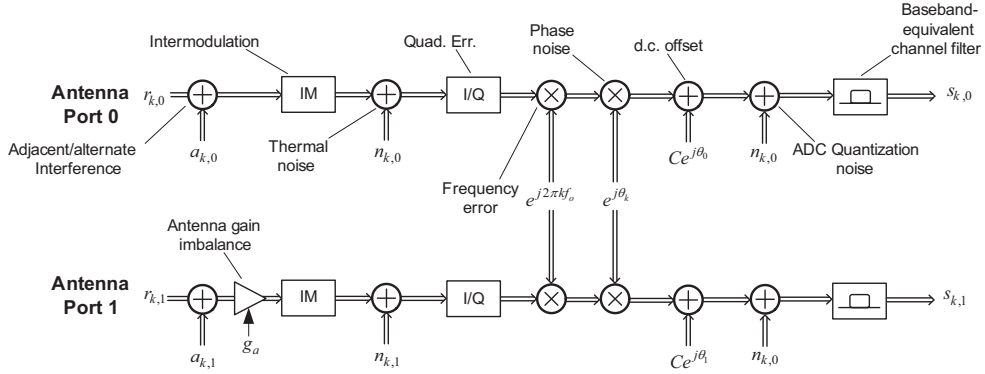 Intermodulation
Quad. Err.
Phase
noise
d.c. offset
Baseband-
equivalent
channel filter
Antenna
Port 0
r_{k,0}
IM
I/Q
s_{k,0}
Adjacent/alternate
Interference
a_{k,0}
Thermal
noise
n_{k,0}
Frequency
error
e^{j2πkf_o}
e^{jθ_k}
Ce^{jθ_0}
n_{k,0}
ADC Quantization
noise
Antenna gain
imbalance
Antenna
Port 1
r_{k,1}
IM
I/Q
s_{k,1}
g_a
a_{k,1}
n_{k,1}
Ce^{jθ_1}
n_{k,0}